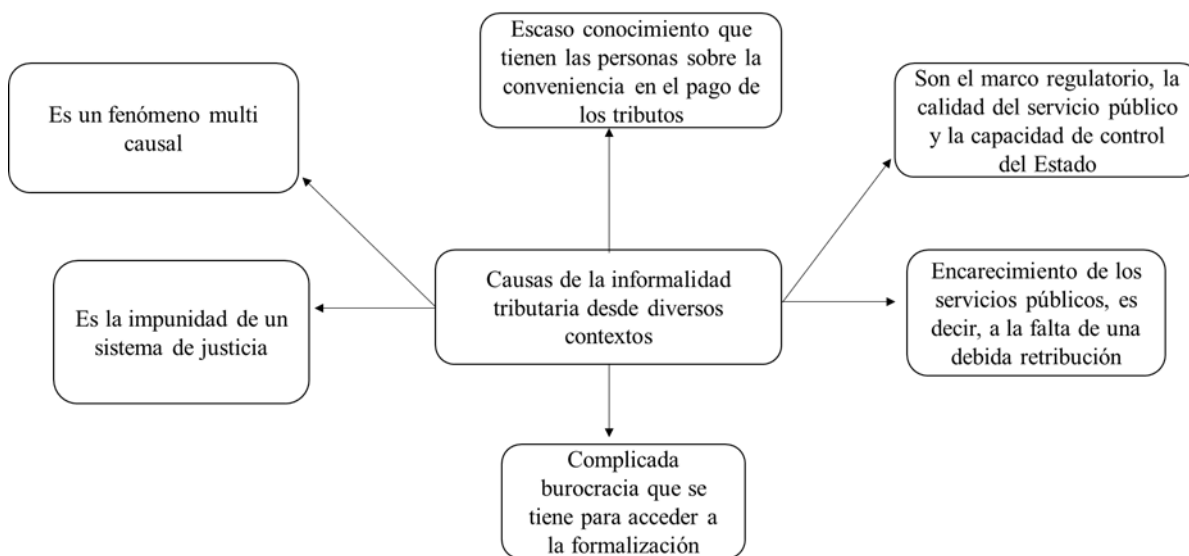 Escaso conocimiento que
tienen las personas sobre la
conveniencia en el pago de
los tributos
Es un fenómeno multi
causal
Son el marco regulatorio, la
calidad del servicio público
y la capacidad de control
del Estado
Causas de la informalidad
tributaria desde diversos
contextos
Es la impunidad de un
sistema de justicia
Encarecimiento de los
servicios públicos, es
decir, a la falta de una
debida retribución
Complicada
burocracia que se
tiene para acceder a
la formalización